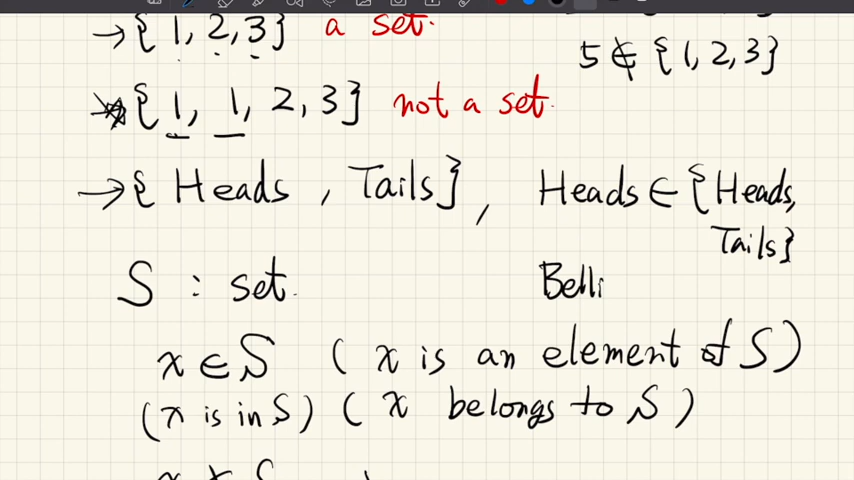 → { 1, 2, 3 } a set.
5 ∉ { 1, 2, 3 }
{ 1, 1, 2, 3 } not a set.
→ { Heads , Tails } , Heads ∈ { Heads,
Tails }
S : set.
Belli
x ∈ S ( x is an element of S )
( x is in S ) ( x belongs to S )